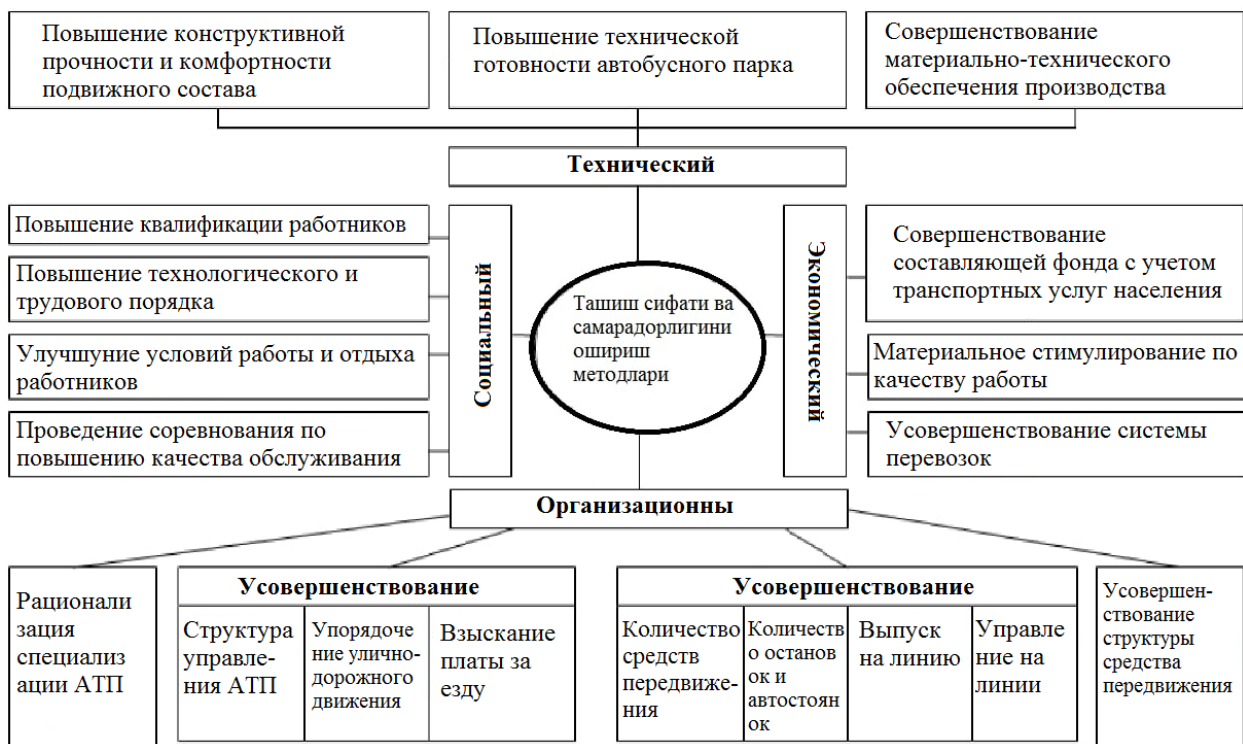 Повышение конструктивной
прочности и комфортности
подвижного состава
Повышение технической
готовности автобусного парка
Совершенствование
материально-технического
обеспечения производства
Технический
Повышение квалификации работников
Повышение технологического и
трудового порядка
Улучшуние условий работы и отдыха
работников
Проведение соревнования по
повышению качества обслуживания
Социальный
Ташиш сифати ва
самарадорлигини
ошириш
методлари
Экономический
Совершенствование
составляющей фонда с учетом
транспортных услуг населения
Материальное стимулирование по
качеству работы
Усовершенствование системы
перевозок
Организационны
Рационали
зация
специализ
ации АТП
Усовершенствование
Структура
управле-
ния АТП
Упорядоче
ние улично-
дорожного
движения
Взыскание
платы за
езду
Усовершенствование
Количество
средств
передвиже-
ния
Количеств
о останов
ок и
автостоян
ок
Выпуск
на линию
Управле
ние на
линии
Усовершен-
ствование
структуры
средства
передвижения